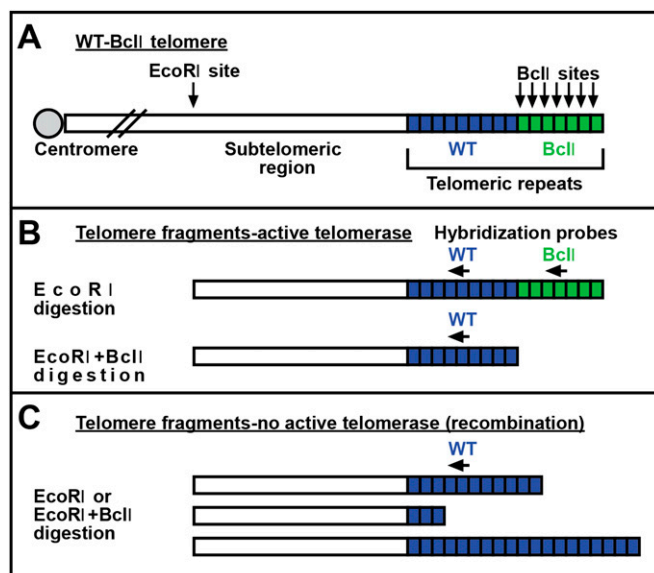 A
WT-BclI telomere
EcoRI site
BclI sites
Centromere
Subtelomeric
region
WT
BclI
Telomeric repeats
B
Telomere fragments-active telomerase
Hybridization probes
WT
BclI
EcoRI
digestion
WT
EcoRI+BclI
digestion
C
Telomere fragments-no active telomerase (recombination)
WT
EcoRI or
EcoRI+BclI
digestion